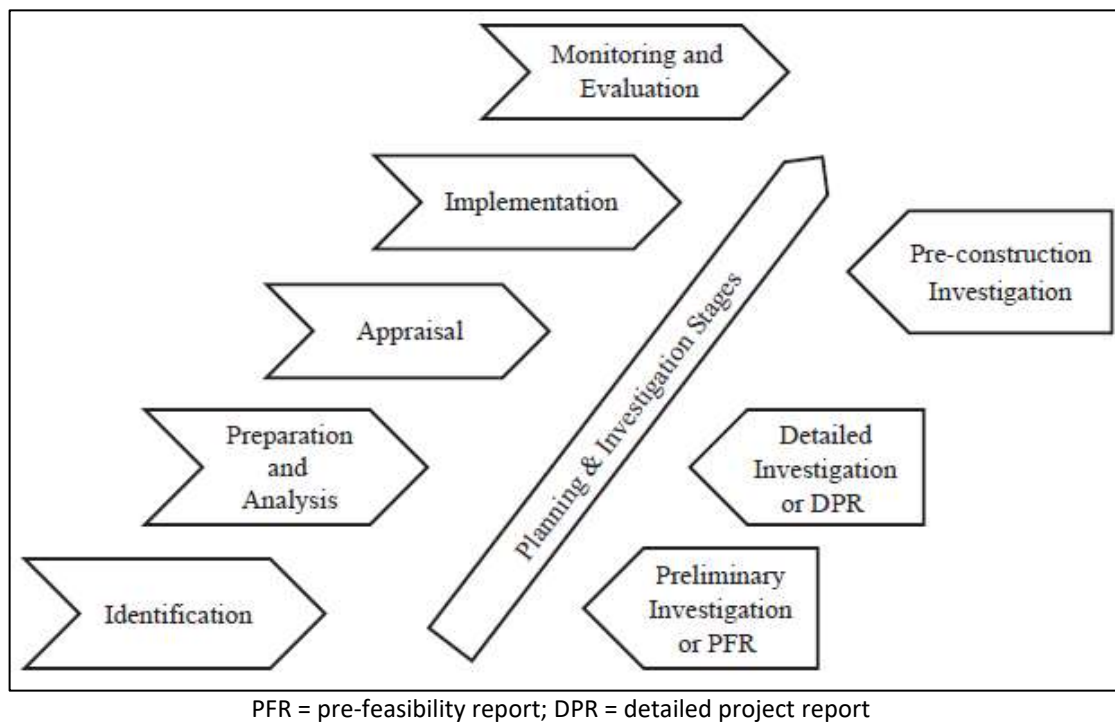 Monitoring and
Evaluation
Implementation
Pre-construction
Investigation
Appraisal
Planning & Investigation Stages
Preparation
and
Analysis
Detailed
Investigation
or DPR
Identification
Preliminary
Investigation
or PFR
PFR = pre-feasibility report; DPR = detailed project report